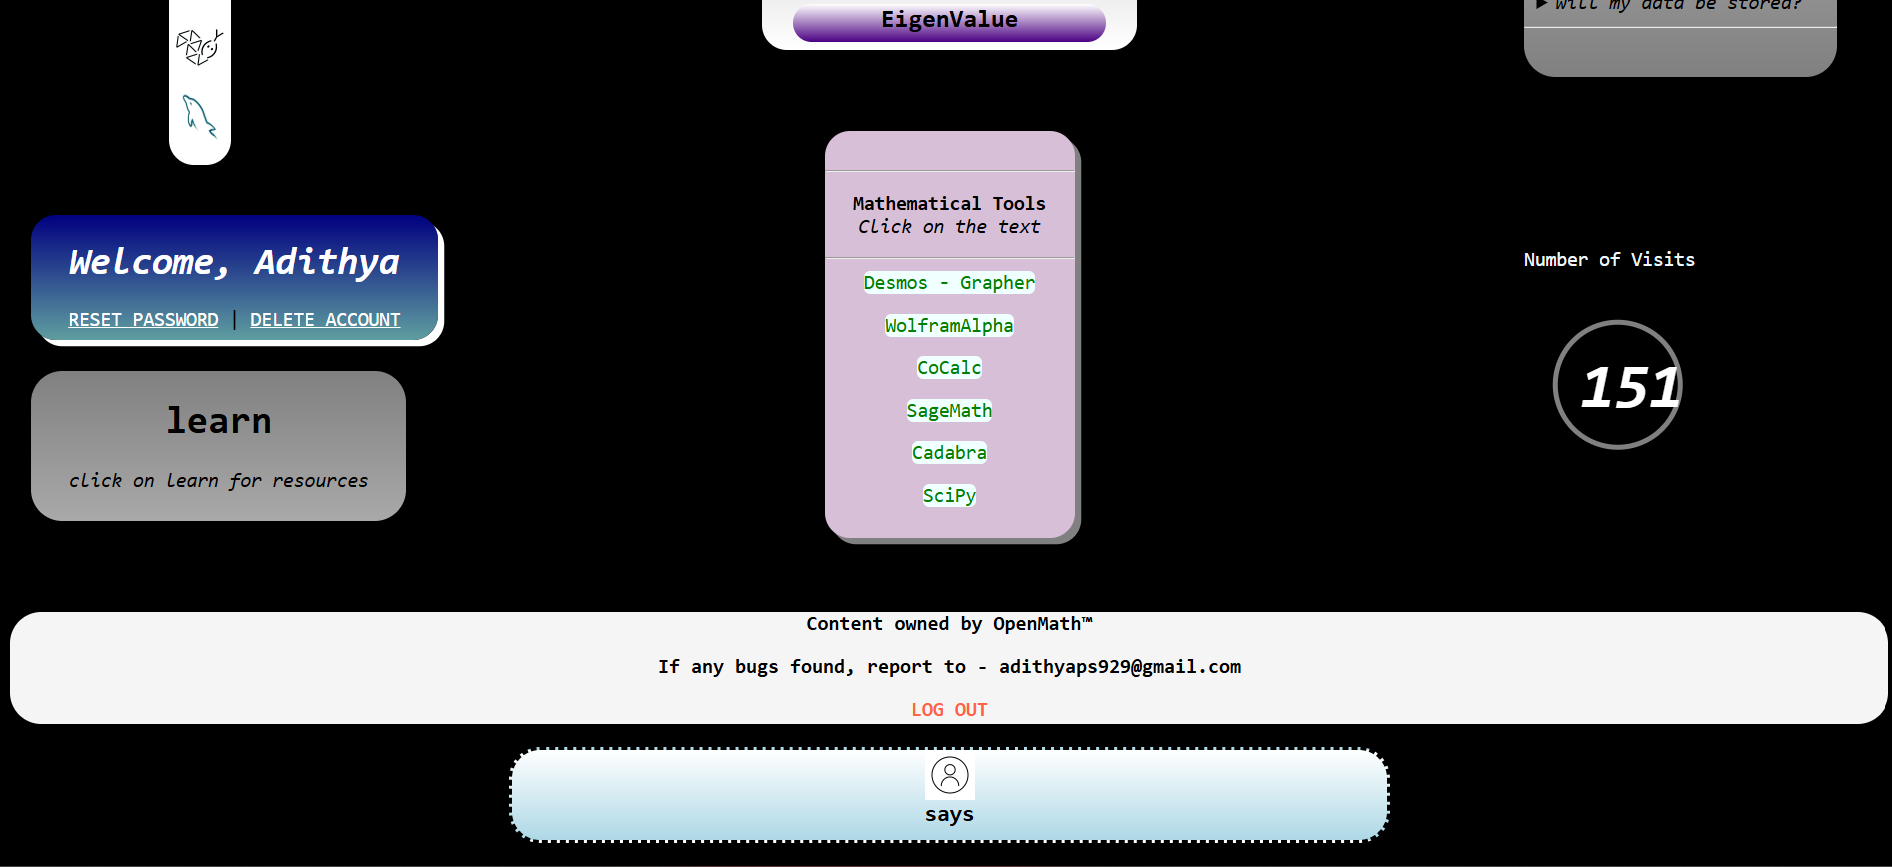 EigenValue
▶ Will my data be stored?
Mathematical Tools
Click on the text
Desmos - Grapher
WolframAlpha
CoCalc
SageMath
Cadabra
SciPy
Welcome, Adithya
RESET PASSWORD | DELETE ACCOUNT
learn
click on learn for resources
Number of Visits
151
Content owned by OpenMath™
If any bugs found, report to - adithyaps929@gmail.com
LOG OUT
says